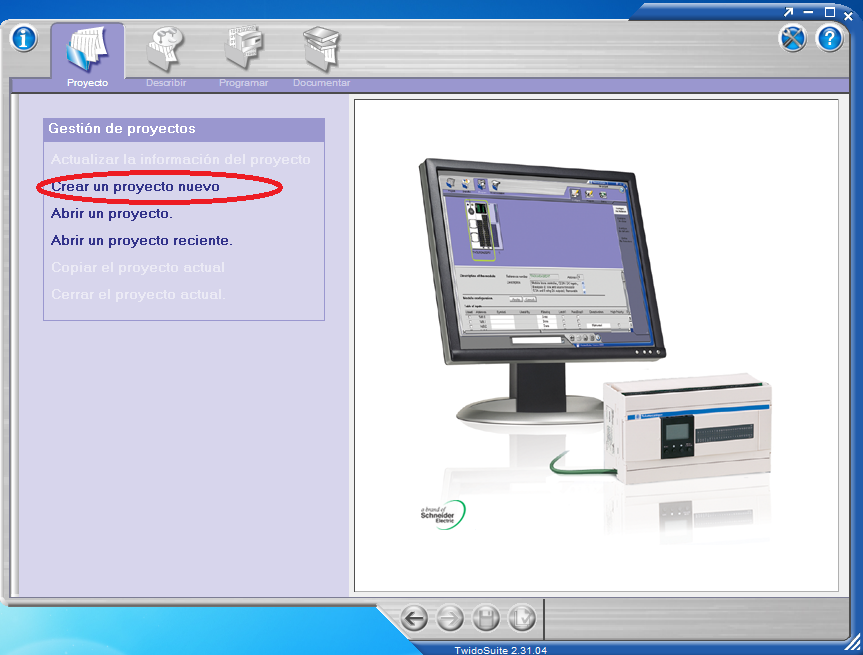 Proyecto
Describir
Programar
Documentar
Gestión de proyectos
Actualizar la información del proyecto
Crear un proyecto nuevo
Abrir un proyecto.
Abrir un proyecto reciente.
Copiar el proyecto actual
Cerrar el proyecto actual.
a brand of
Schneider
Electric
TwidoSuite 2.31.04